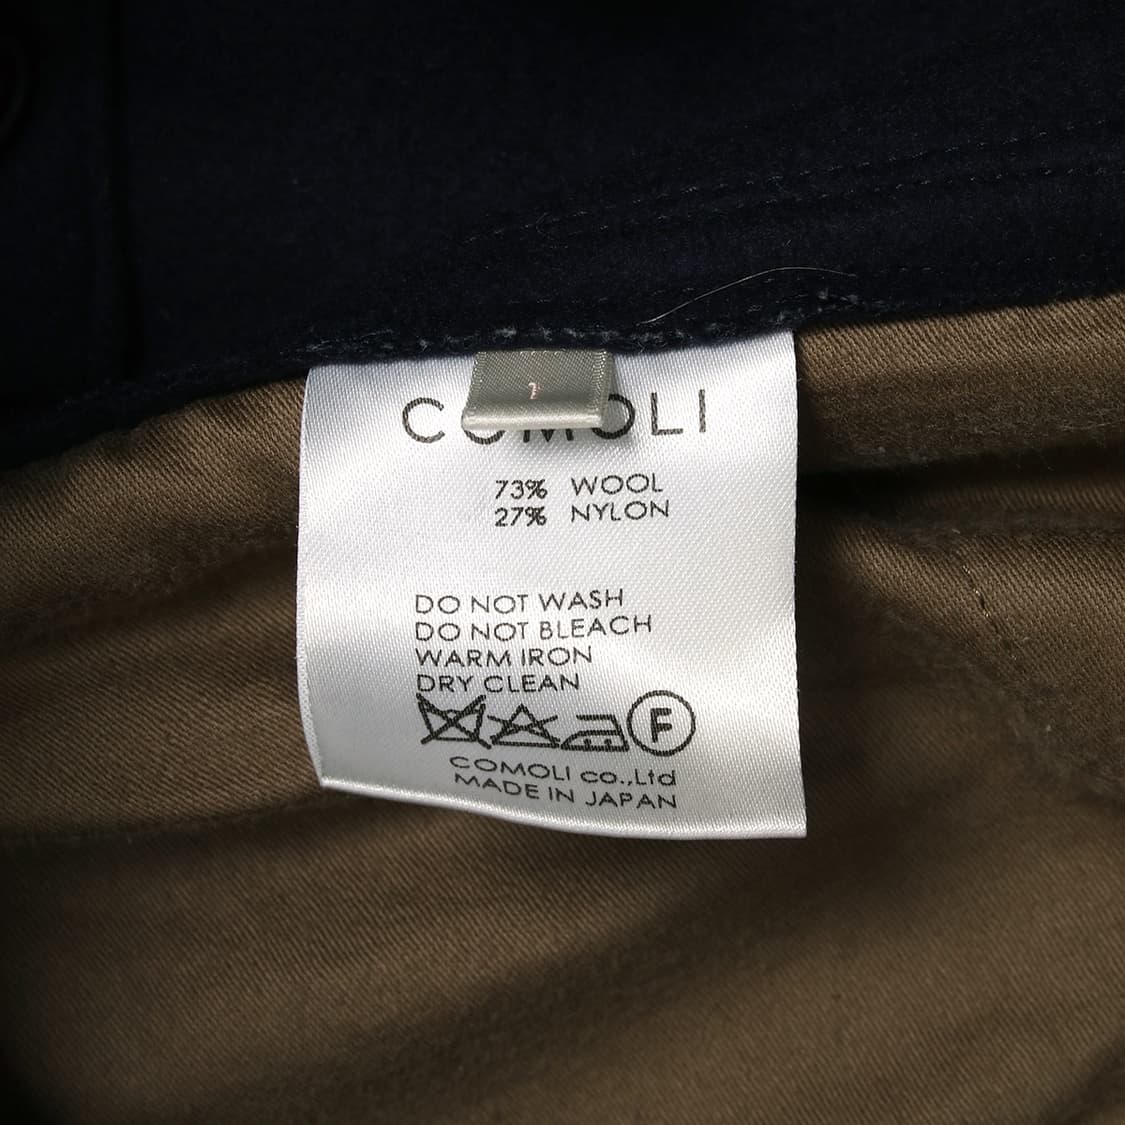 COMOLI
73% WOOL
27% NYLON
DO NOT WASH
DO NOT BLEACH
WARM IRON
DRY CLEAN
F
COMOLI co.,Ltd
MADE IN JAPAN